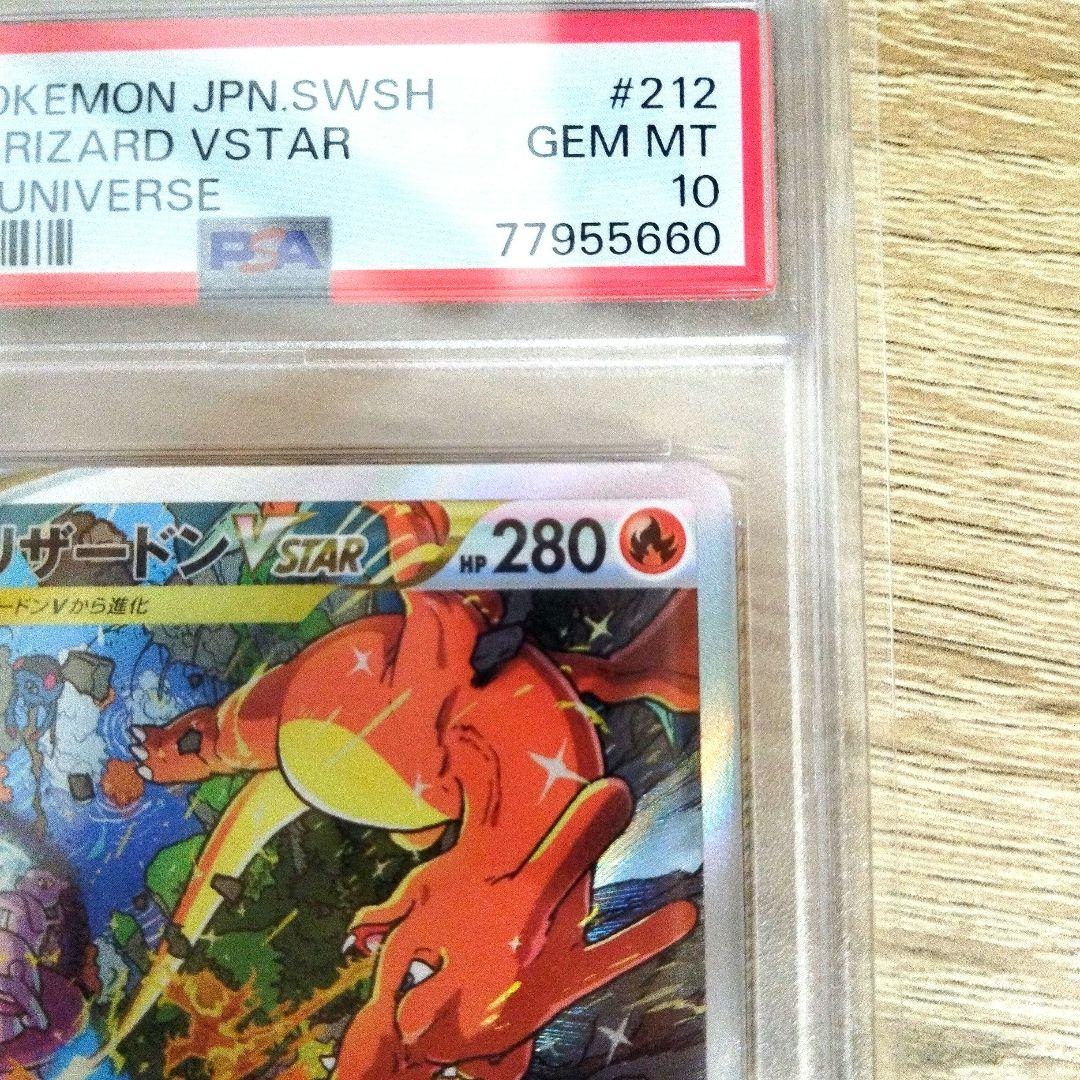 OKEMON JPN.SWSH #212
RIZARD VSTAR GEM MT
UNIVERSE 10
PSA 77955660
リザードンVSTAR HP 280
ードンVから進化